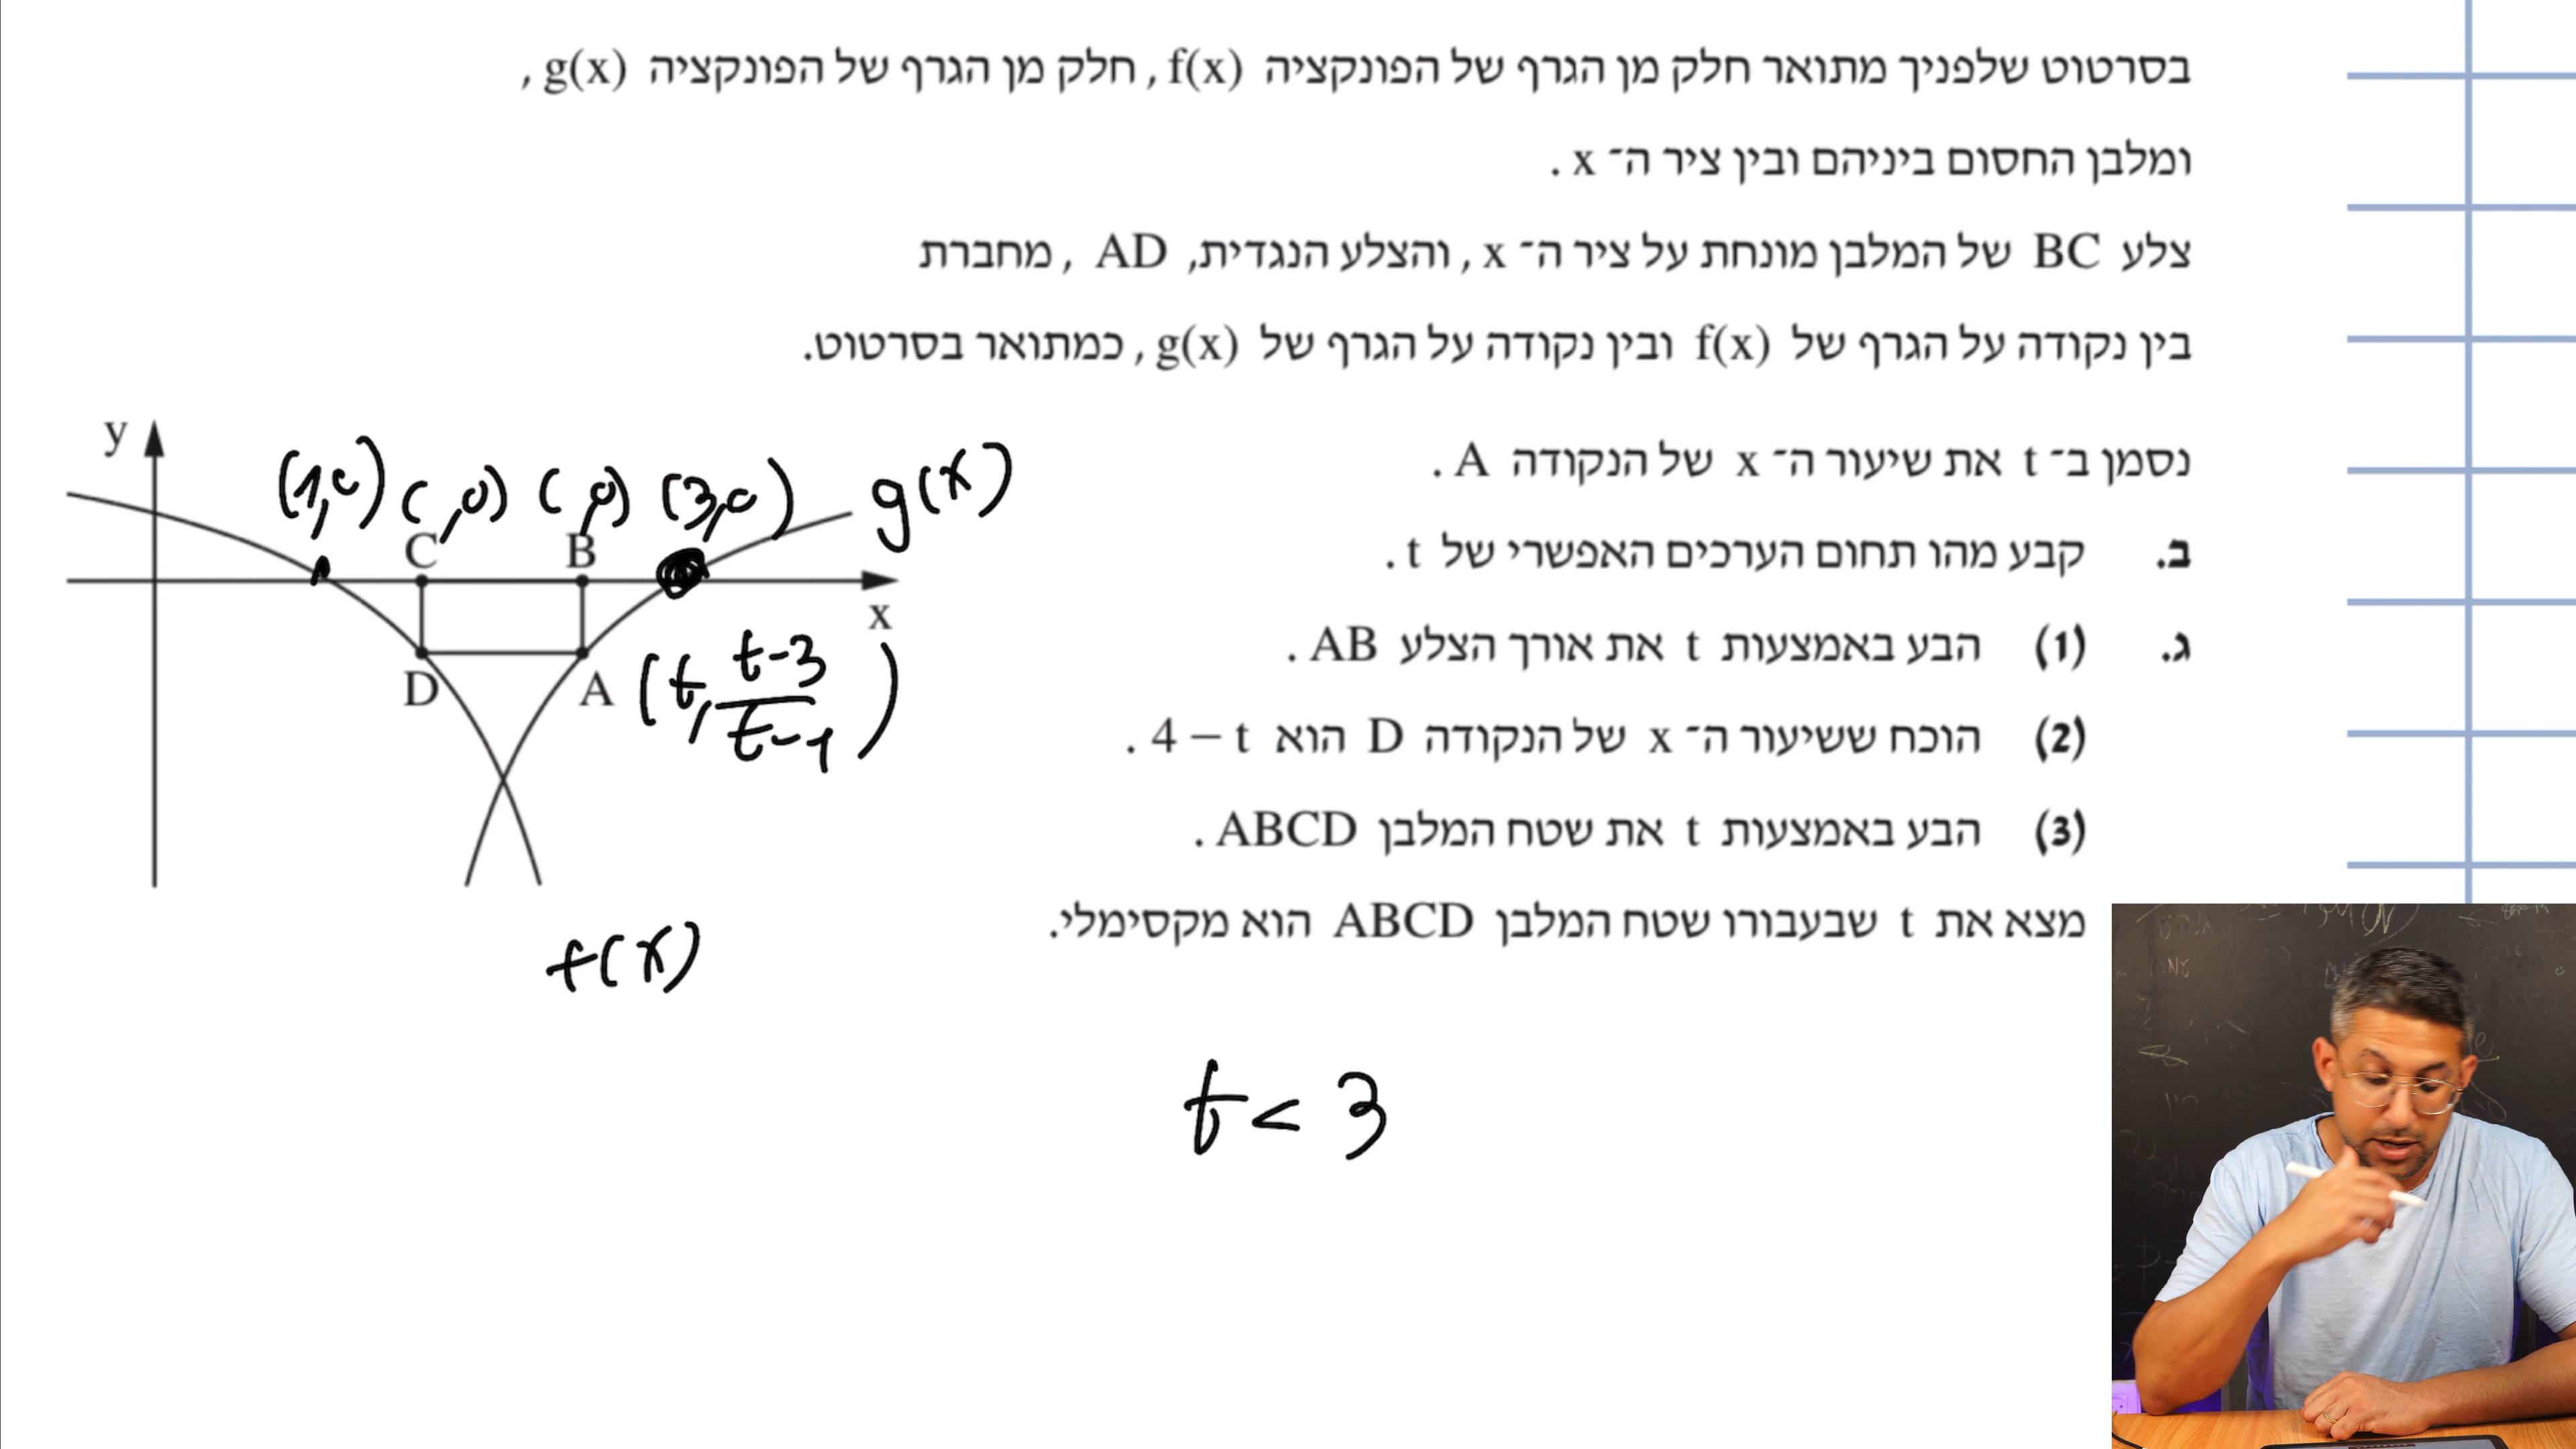 בסרטוט שלפניך מתואר חלק מן הגרף של הפונקציה f(x) , חלק מן הגרף של הפונקציה g(x) ,
ומלבן החסום ביניהם ובין ציר ה־ x .
צלע BC של המלבן מונחת על ציר ה־ x , והצלע הנגדית, AD , מחברת
בין נקודה על הגרף של f(x) ובין נקודה על הגרף של g(x) , כמתואר בסרטוט.
נסמן ב־ t את שיעור ה־ x של הנקודה A .
ב. קבע מהו תחום הערכים האפשרי של t .
ג. (1) הבע באמצעות t את אורך הצלע AB .
(2) הוכח ששיעור ה־ x של הנקודה D הוא 4 − t .
(3) הבע באמצעות t את שטח המלבן ABCD .
מצא את t שבעבורו שטח המלבן ABCD הוא מקסימלי.
y
(1,0) ( ,0) ( ,0) (3,0) g(x)
C B
x
D A (t, t-3/t-1)
f(x)
t < 3